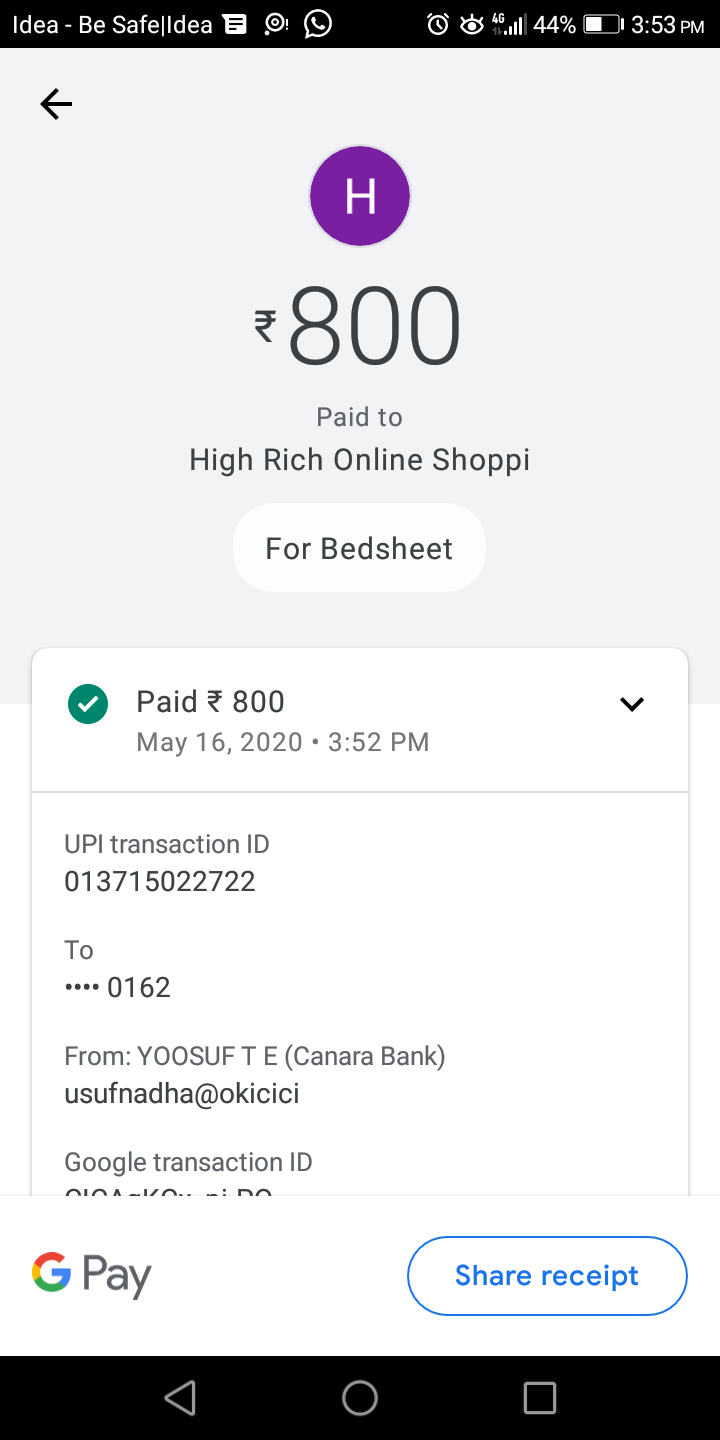 Idea - Be Safe|Idea 4G 44% 3:53 PM
H
₹800
Paid to
High Rich Online Shoppi
For Bedsheet
Paid ₹ 800
May 16, 2020 • 3:52 PM
UPI transaction ID
013715022722
To
•••• 0162
From: YOOSUF T E (Canara Bank)
usufnadha@okicici
Google transaction ID
G Pay
Share receipt